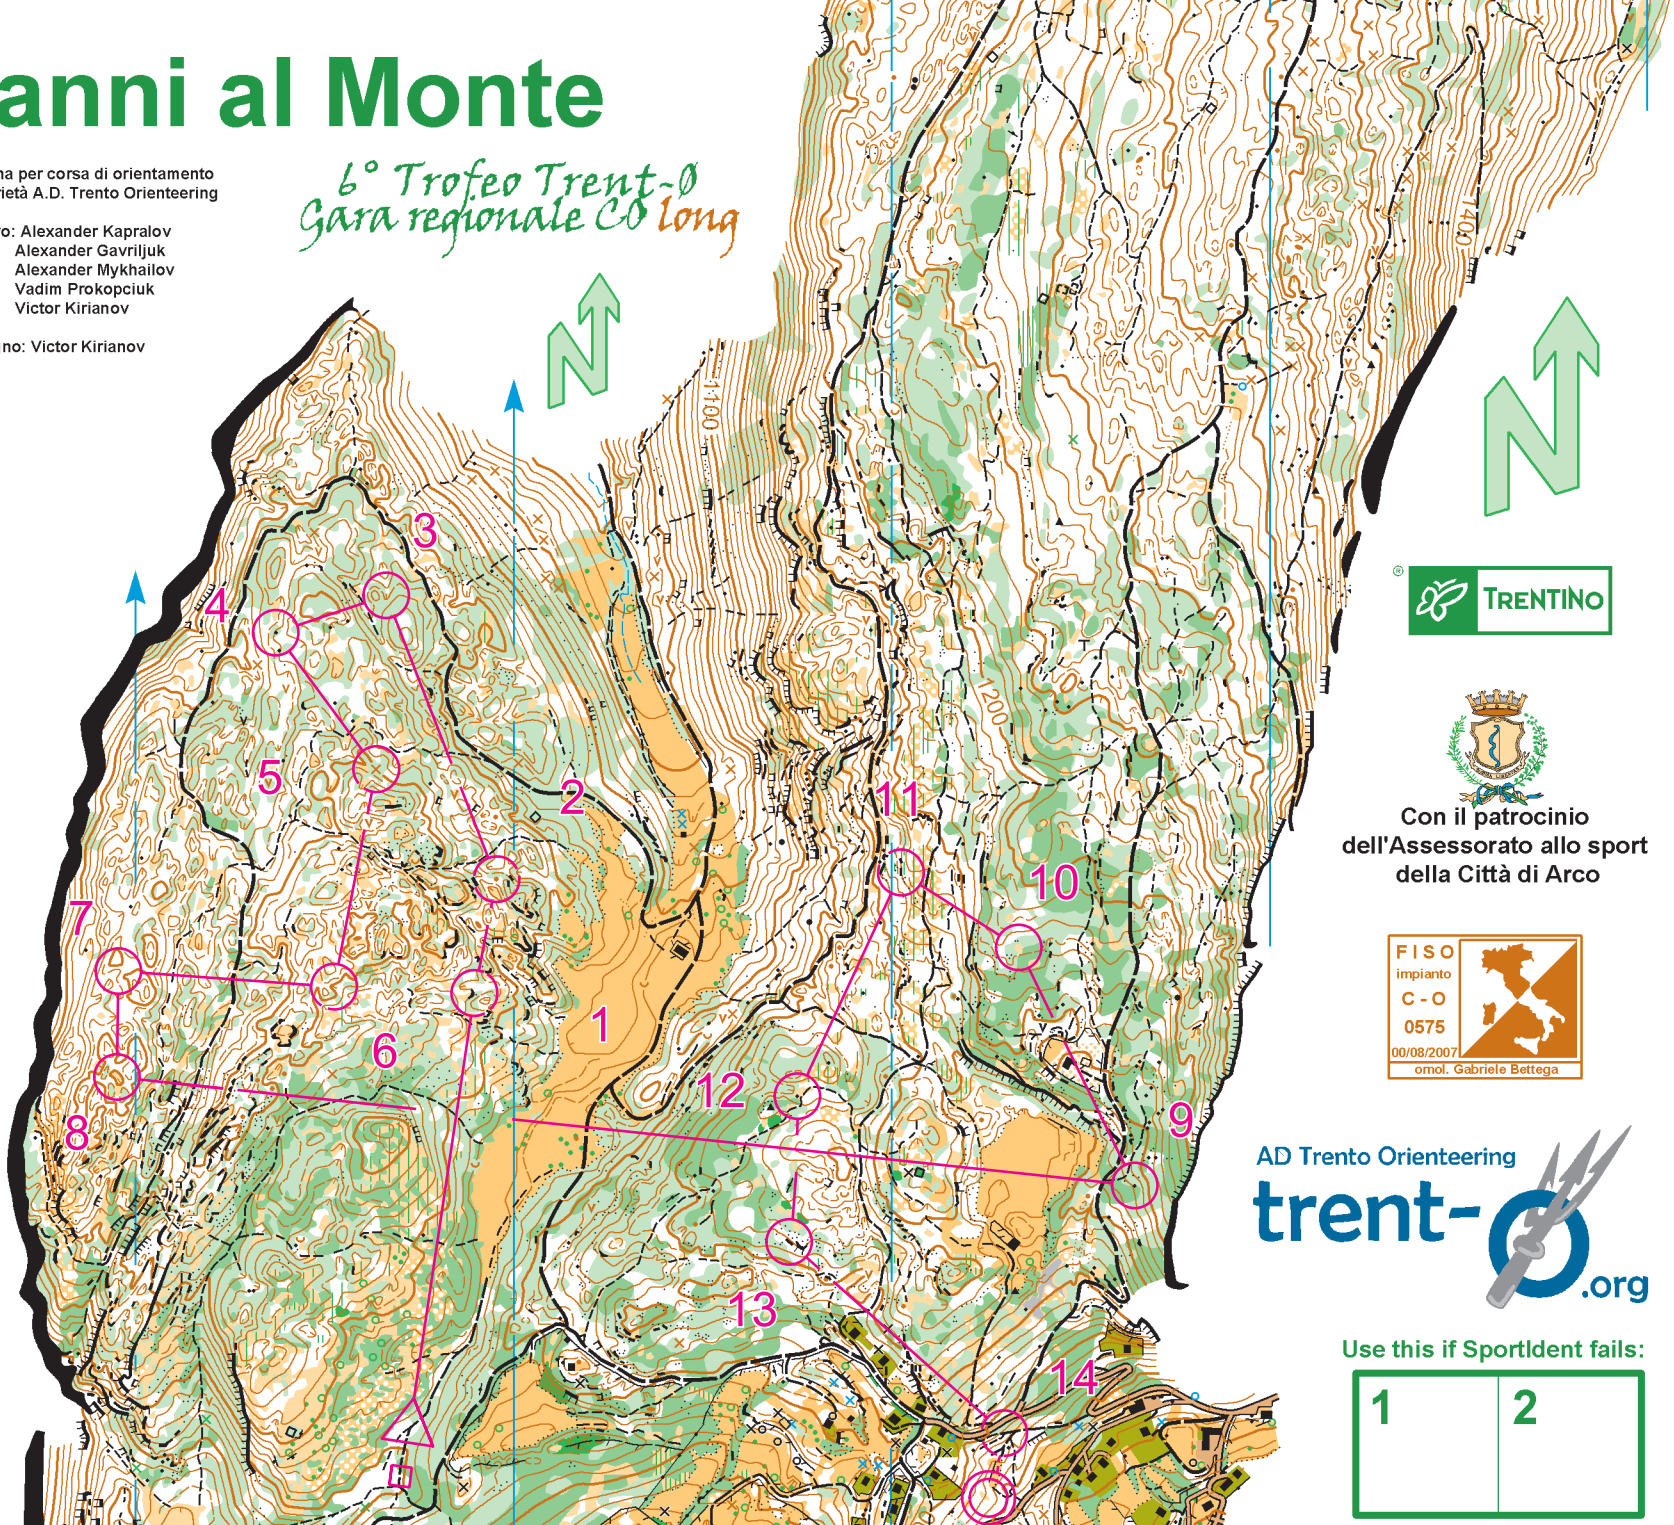 anni al Monte
na per corsa di orientamento
rietà A.D. Trento Orienteering
vo: Alexander Kapralov
Alexander Gavriljuk
Alexander Mykhailov
Vadim Prokopciuk
Victor Kirianov
gno: Victor Kirianov
6° Trofeo Trent-Ø
Gara regionale CO long
N
N
1400
1100
1200
3
4
5
2
11
10
7
1
6
12
8
9
13
14
®
TRENTINO
Con il patrocinio
dell'Assessorato allo sport
della Città di Arco
FISO
impianto
C-O
0575
00/08/2007
omol. Gabriele Bettega
AD Trento Orienteering
trent-O
.org
Use this if SportIdent fails:
1
2